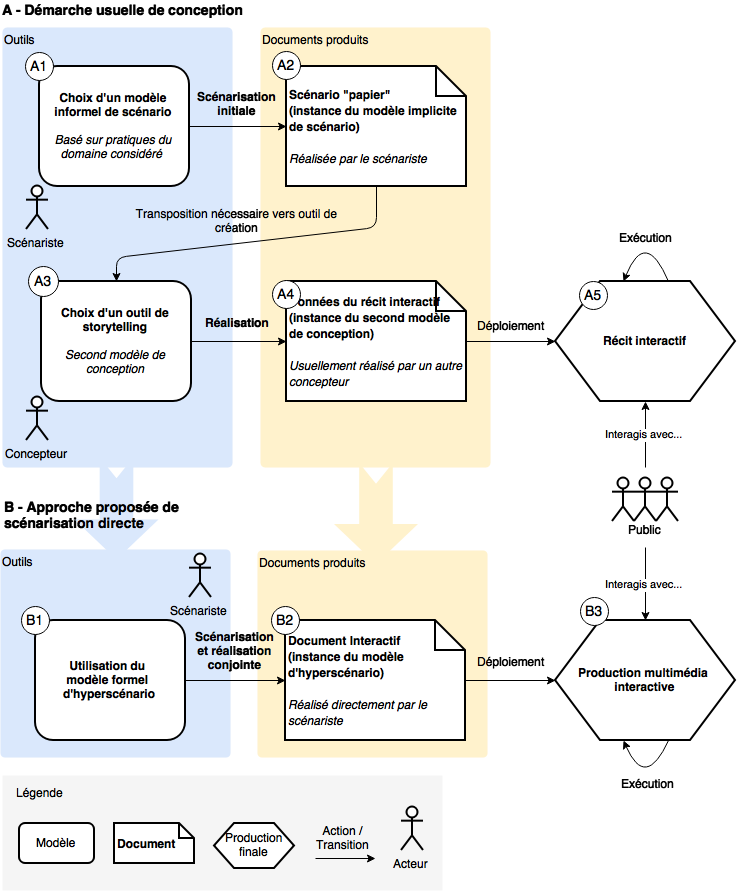 A - Démarche usuelle de conception
Outils
Documents produits
A1
Choix d'un modèle
informel de scénario
Basé sur pratiques du
domaine considéré
Scénarisation
initiale
A2
Scénario "papier"
(instance du modèle implicite
de scénario)
Réalisée par le scénariste
Scénariste
Transposition nécessaire vers outil de
création
A3
Choix d'un outil de
storytelling
Second modèle de
conception
Réalisation
A4
onnées du récit interactif
(instance du second modèle
de conception)
Usuellement réalisé par un autre
concepteur
Déploiement
Exécution
A5
Récit interactif
Concepteur
Interagis avec...
Public
B - Approche proposée de
scénarisation directe
Outils
Documents produits
Scénariste
Interagis avec...
B1
Utilisation du
modèle formel
d'hyperscénario
Scénarisation
et réalisation
conjointe
B2
Document Interactif
(instance du modèle
d'hyperscénario)
Réalisé directement par le
scénariste
Déploiement
B3
Production multimédia
interactive
Exécution
Légende
Modèle
Document
Production
finale
Action /
Transition
Acteur